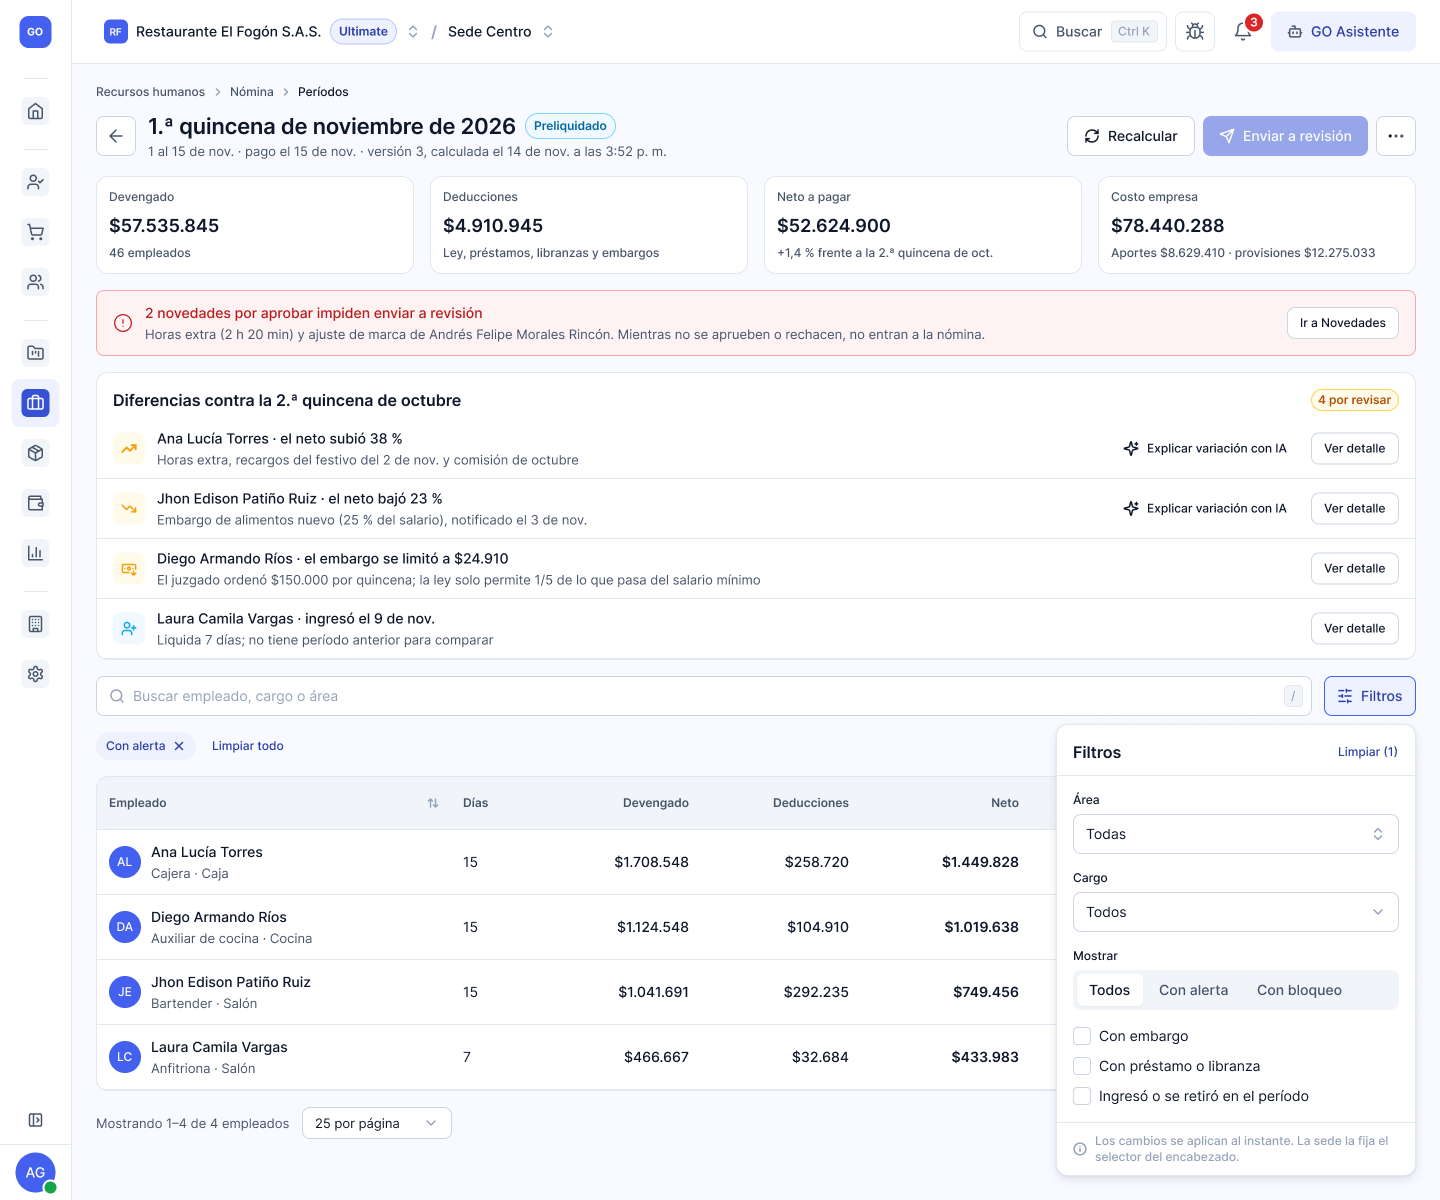 GO
RF Restaurante El Fogón S.A.S. Ultimate / Sede Centro
Buscar Ctrl K
3
GO Asistente
Recursos humanos > Nómina > Períodos
1.ª quincena de noviembre de 2026 Preliquidado
1 al 15 de nov. · pago el 15 de nov. · versión 3, calculada el 14 de nov. a las 3:52 p. m.
Recalcular
Enviar a revisión
Devengado
$57.535.845
46 empleados
Deducciones
$4.910.945
Ley, préstamos, libranzas y embargos
Neto a pagar
$52.624.900
+1,4 % frente a la 2.ª quincena de oct.
Costo empresa
$78.440.288
Aportes $8.629.410 · provisiones $12.275.033
2 novedades por aprobar impiden enviar a revisión
Horas extra (2 h 20 min) y ajuste de marca de Andrés Felipe Morales Rincón. Mientras no se aprueben o rechacen, no entran a la nómina.
Ir a Novedades
Diferencias contra la 2.ª quincena de octubre
4 por revisar
Ana Lucía Torres · el neto subió 38 %
Horas extra, recargos del festivo del 2 de nov. y comisión de octubre
Explicar variación con IA
Ver detalle
Jhon Edison Patiño Ruiz · el neto bajó 23 %
Embargo de alimentos nuevo (25 % del salario), notificado el 3 de nov.
Explicar variación con IA
Ver detalle
Diego Armando Ríos · el embargo se limitó a $24.910
El juzgado ordenó $150.000 por quincena; la ley solo permite 1/5 de lo que pasa del salario mínimo
Ver detalle
Laura Camila Vargas · ingresó el 9 de nov.
Liquida 7 días; no tiene período anterior para comparar
Ver detalle
Buscar empleado, cargo o área /
Filtros
Con alerta
Limpiar todo
Empleado Días Devengado Deducciones Neto
AL Ana Lucía Torres
Cajera · Caja
15 $1.708.548 $258.720 $1.449.828
DA Diego Armando Ríos
Auxiliar de cocina · Cocina
15 $1.124.548 $104.910 $1.019.638
JE Jhon Edison Patiño Ruiz
Bartender · Salón
15 $1.041.691 $292.235 $749.456
LC Laura Camila Vargas
Anfitriona · Salón
7 $466.667 $32.684 $433.983
Mostrando 1–4 de 4 empleados
25 por página
Filtros
Limpiar (1)
Área
Todas
Cargo
Todos
Mostrar
Todos Con alerta Con bloqueo
Con embargo
Con préstamo o libranza
Ingresó o se retiró en el período
Los cambios se aplican al instante. La sede la fija el
selector del encabezado.
AG